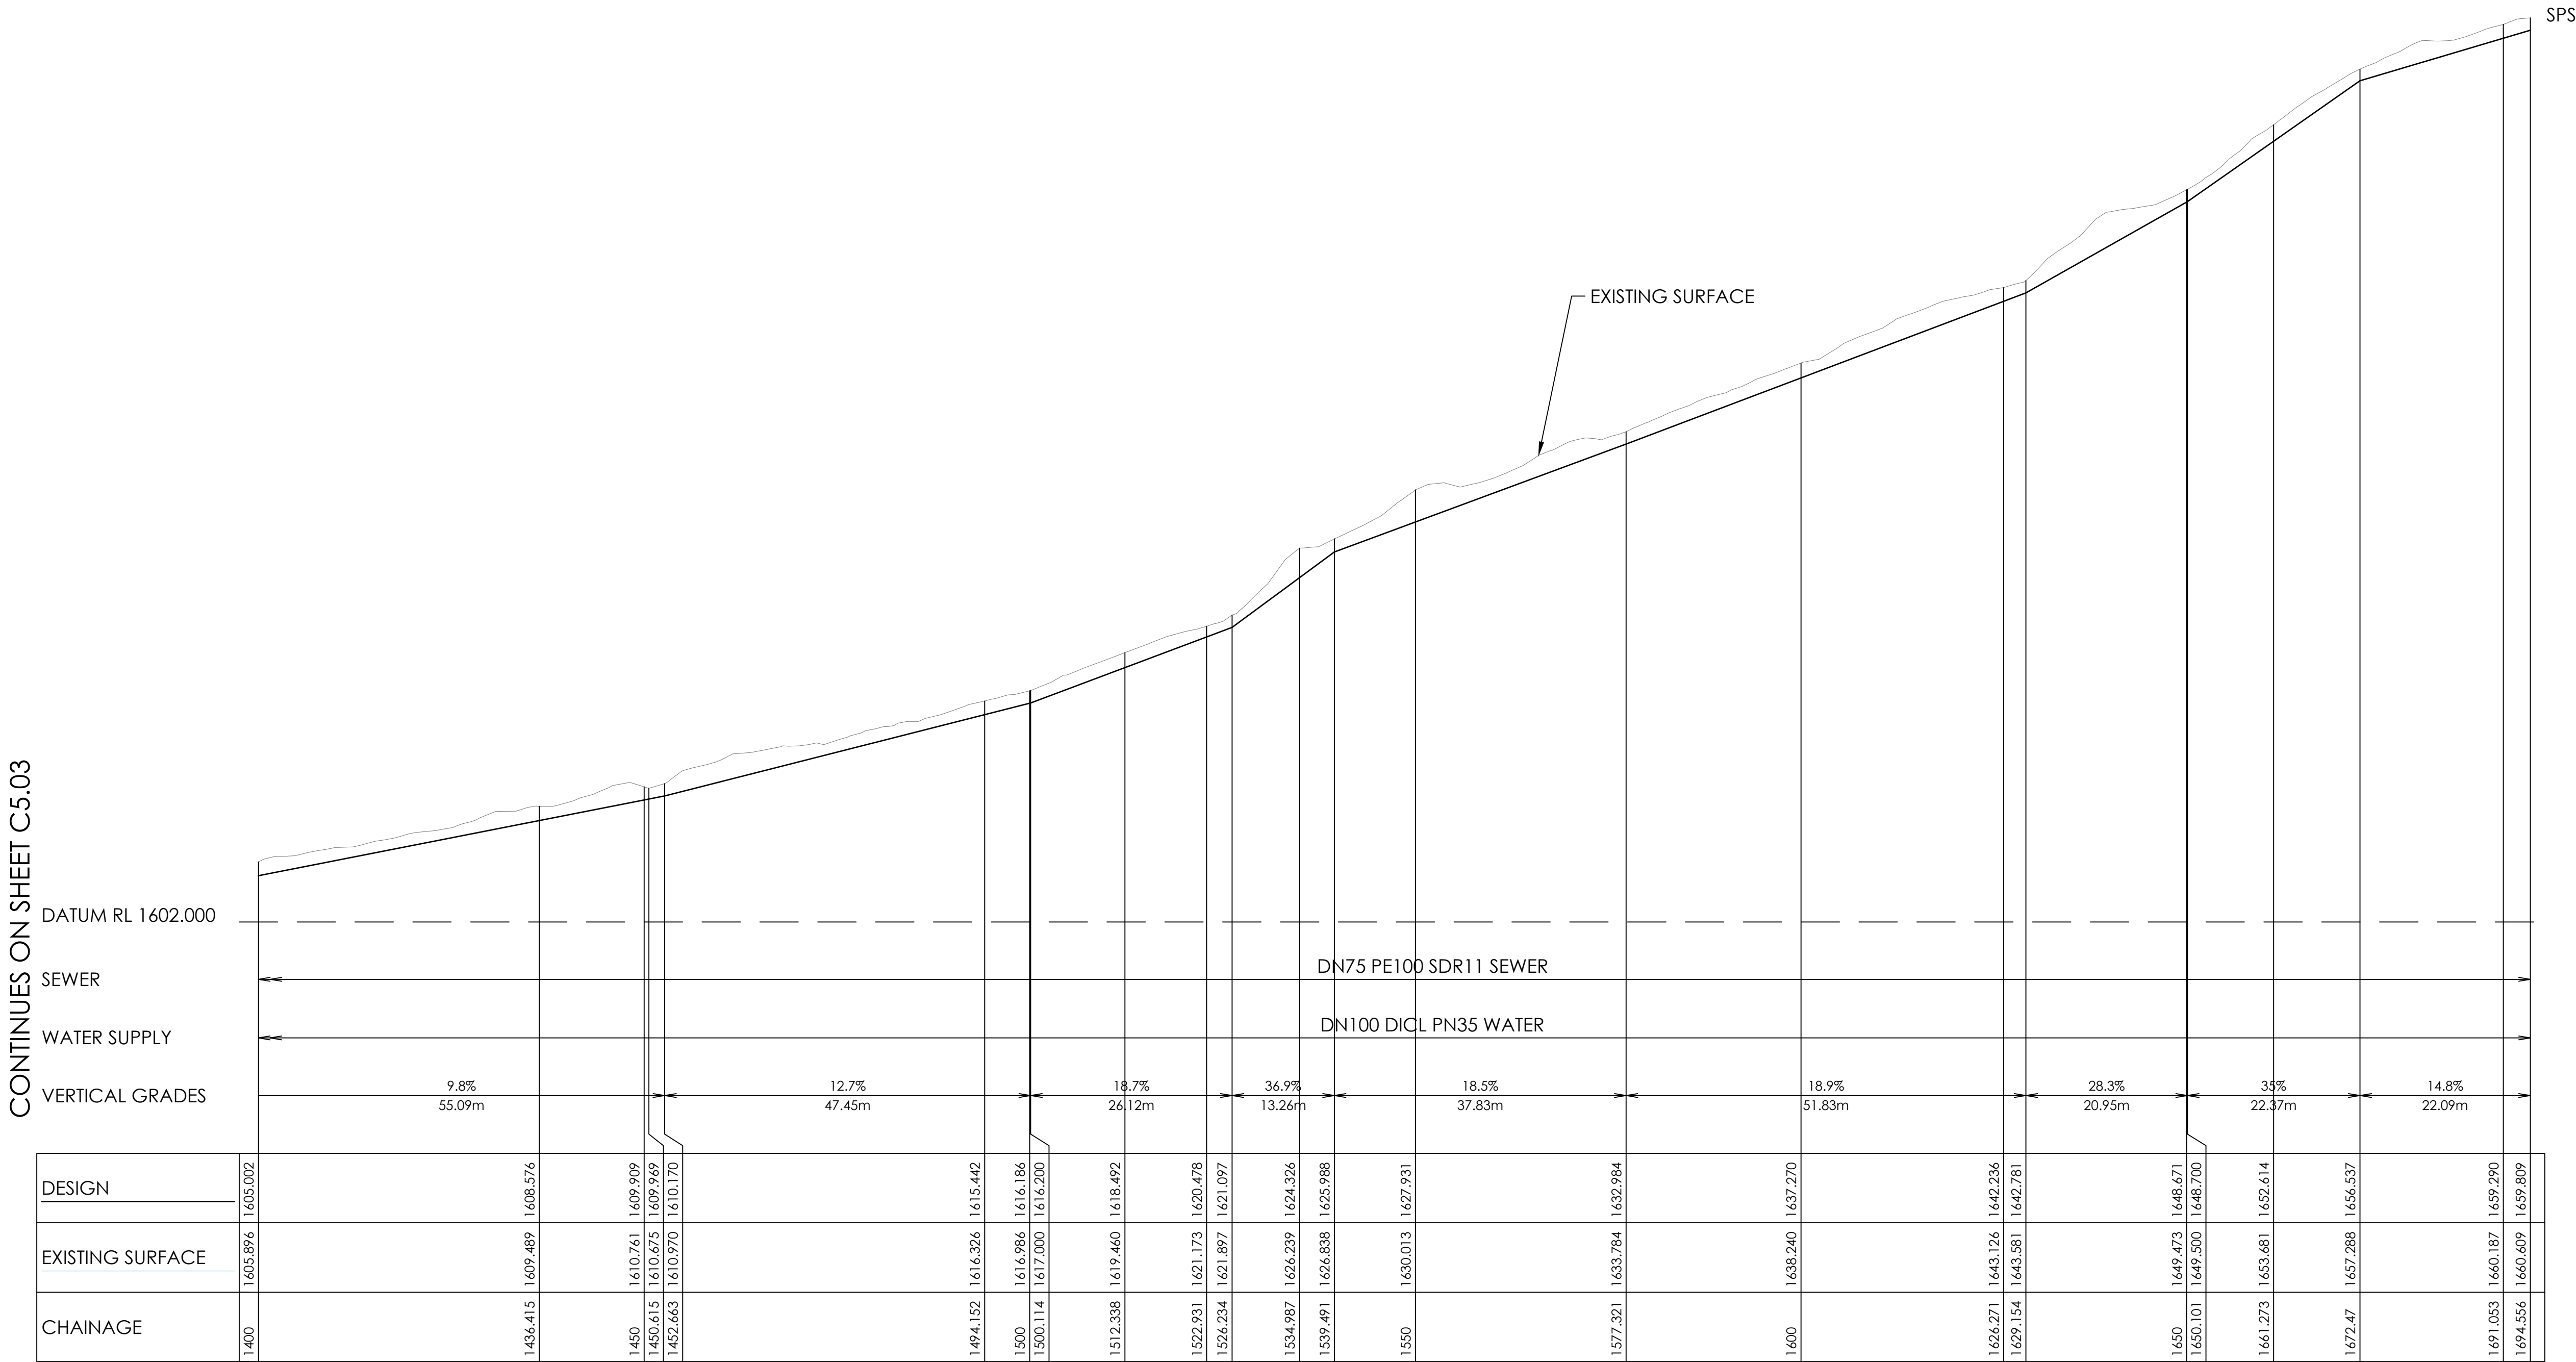 SPS
EXISTING SURFACE
CONTINUES ON SHEET C5.03
DATUM RL 1602.000
SEWER
DN75 PE100 SDR11 SEWER
WATER SUPPLY
DN100 DICL PN35 WATER
VERTICAL GRADES
9.8% 12.7% 18.7% 36.9% 18.5% 18.9% 28.3% 35% 14.8%
55.09m 47.45m 26.12m 13.26m 37.83m 51.83m 20.95m 22.37m 22.09m
DESIGN 1605.002 1608.576 1609.909 1609.969 1610.170 1615.442 1616.186 1616.200 1618.492 1620.478 1621.097 1624.326 1625.988 1627.931 1632.984 1637.270 1642.236 1642.781 1648.671 1648.700 1652.614 1656.537 1659.290 1659.809
EXISTING SURFACE 1605.896 1609.489 1610.761 1610.675 1610.970 1616.326 1616.986 1617.000 1619.460 1621.173 1621.897 1626.239 1626.838 1630.013 1633.784 1638.240 1643.126 1643.581 1649.473 1649.500 1653.681 1657.288 1660.187 1660.609
CHAINAGE 1400 1436.415 1450 1450.615 1452.663 1494.152 1500 1500.114 1512.338 1522.931 1526.234 1534.987 1539.491 1550 1577.321 1600 1626.271 1629.154 1650 1650.101 1661.273 1672.47 1691.053 1694.556